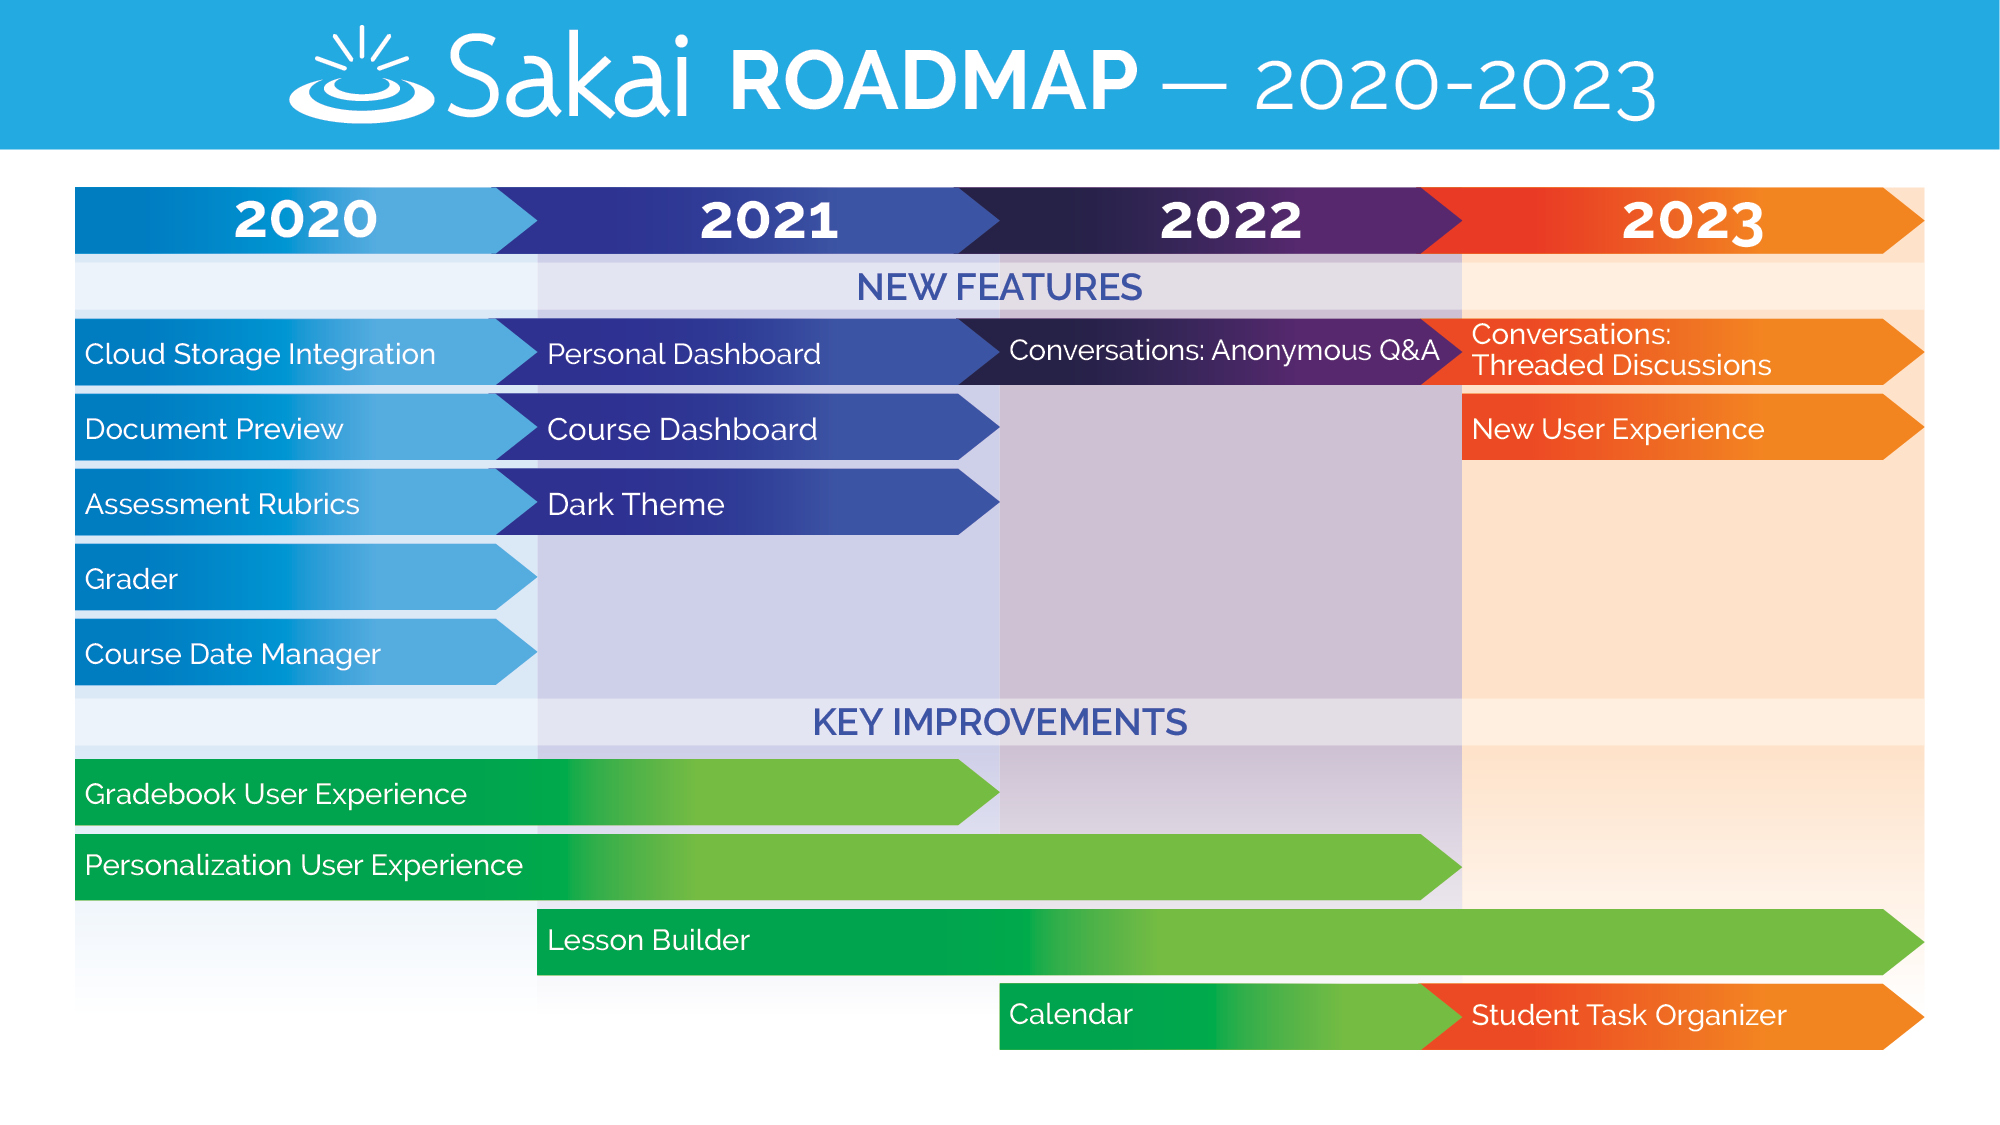 Sakai ROADMAP — 2020-2023
2020 2021 2022 2023
NEW FEATURES
Cloud Storage Integration
Personal Dashboard
Conversations: Anonymous Q&A
Conversations:
Threaded Discussions
Document Preview
Course Dashboard
New User Experience
Assessment Rubrics
Dark Theme
Grader
Course Date Manager
KEY IMPROVEMENTS
Gradebook User Experience
Personalization User Experience
Lesson Builder
Calendar
Student Task Organizer